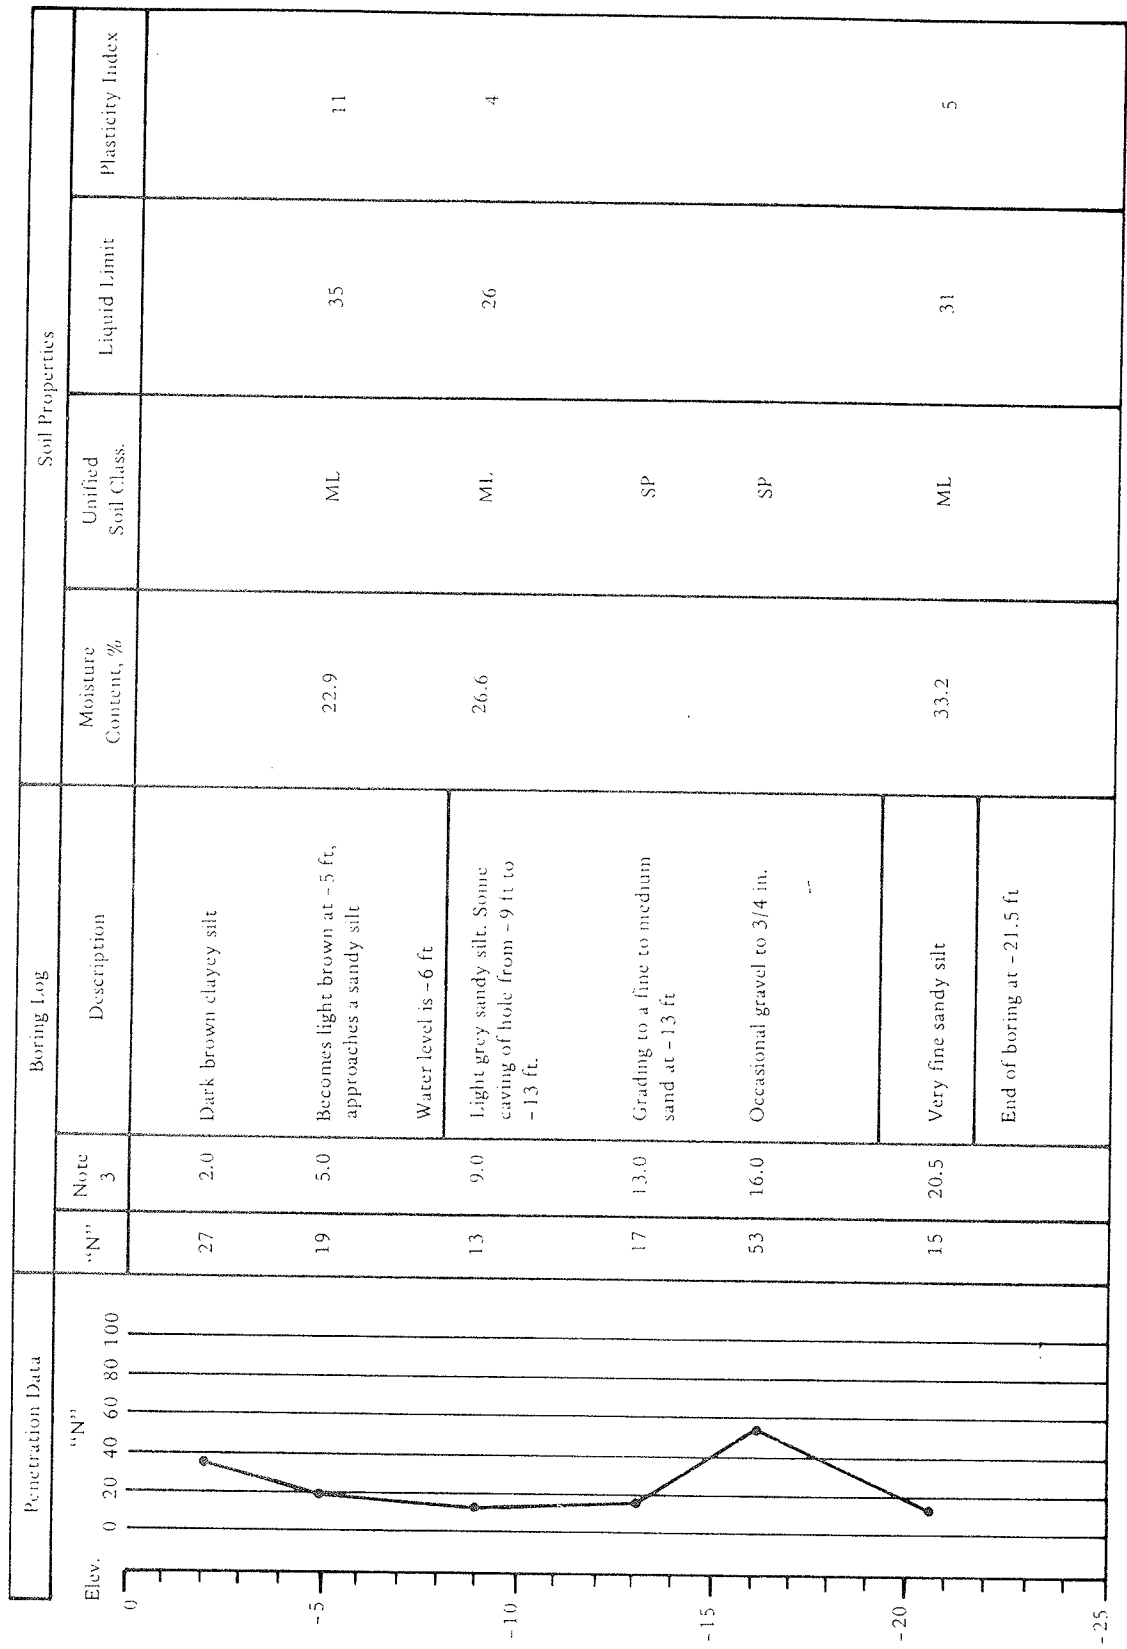 Penetration Data
Boring Log
Soil Properties
Elev.
"N"
0 20 40 60 80 100
"N"
Note
3
Description
Moisture
Content, %
Unified
Soil Class.
Liquid Limit
Plasticity Index
0
-5
-10
-15
-20
-25
27 2.0 Dark brown clayey silt
19 5.0 Becomes light brown at -5 ft, 22.9 ML 35 11
approaches a sandy silt
Water level is -6 ft
13 9.0 Light grey sandy silt. Some 26.6 ML 26 4
caving of hole from -9 ft to
-13 ft.
17 13.0 Grading to a fine to medium SP
sand at -13 ft
53 16.0 Occasional gravel to 3/4 in. SP
15 20.5 Very fine sandy silt 33.2 ML 31 5
End of boring at -21.5 ft